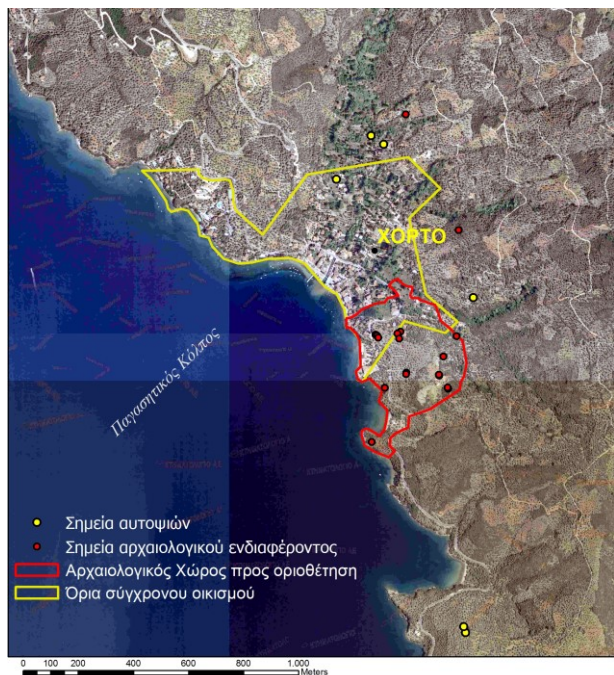 ΧΟΡΤΟ
Παγασητικός Κόλπος
Σημεία αυτοψιών
Σημεία αρχαιολογικού ενδιαφέροντος
Αρχαιολογικός Χώρος προς οριοθέτηση
Όρια σύγχρονου οικισμού
0 100 200 400 600 800 1.000
Meters